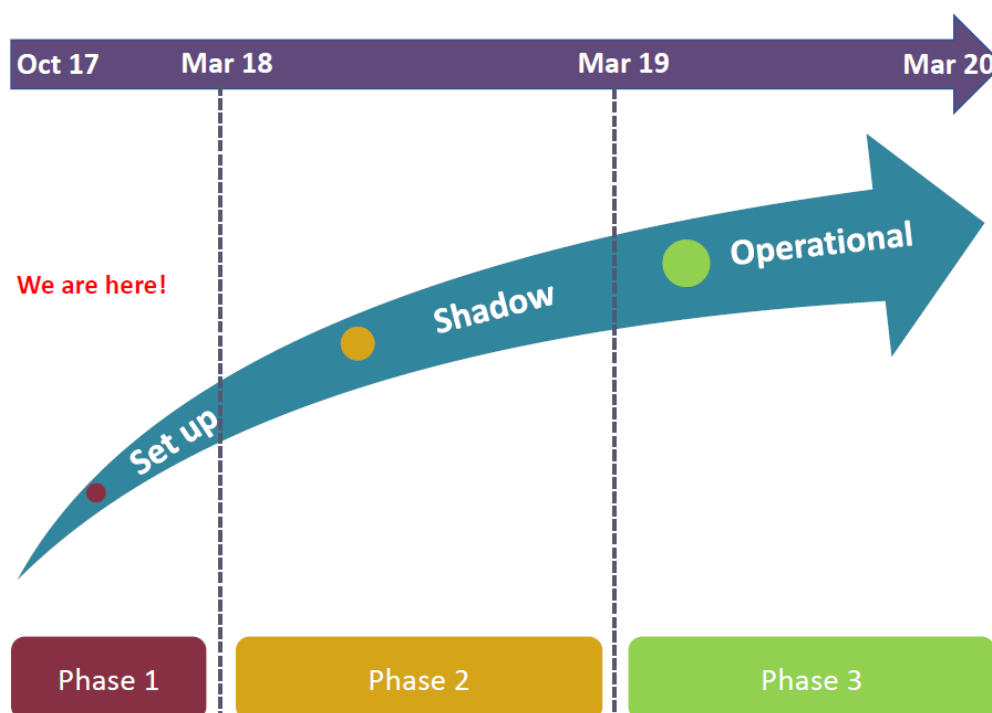 Oct 17 Mar 18 Mar 19 Mar 20
We are here!
Set up
Shadow
Operational
Phase 1 Phase 2 Phase 3